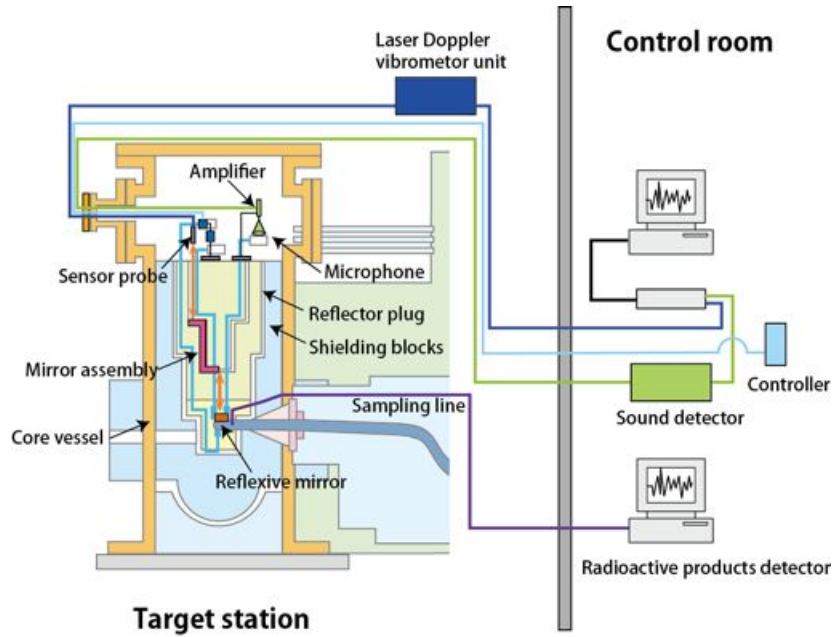 Laser Doppler
vibrometor unit
Control room
Amplifier
Sensor probe
Microphone
Reflector plug
Shielding blocks
Mirror assembly
Controller
Sampling line
Sound detector
Core vessel
Reflexive mirror
Radioactive products detector
Target station